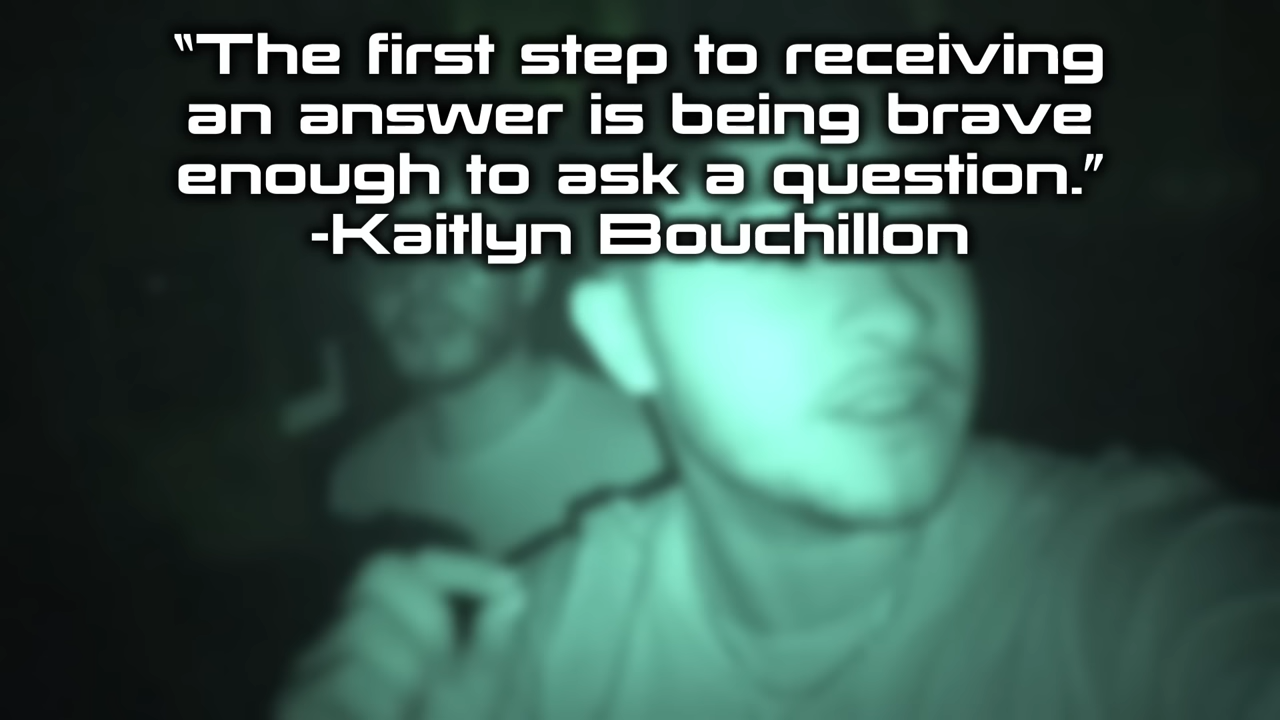 “The first step to receiving
an answer is being brave
enough to ask a question.”
-Kaitlyn Bouchillon